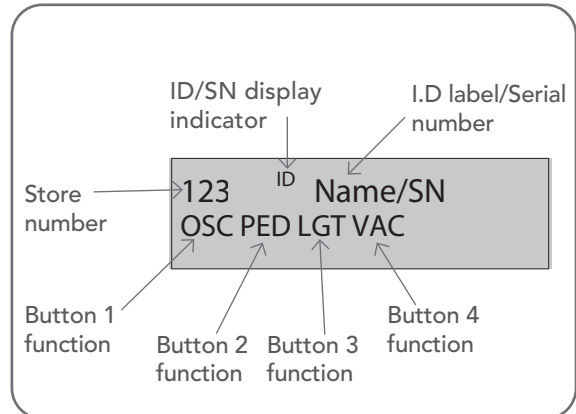 ID/SN display
indicator
I.D label/Serial
number
Store
number
123 ID Name/SN
OSC PED LGT VAC
Button 1
function
Button 2
function
Button 3
function
Button 4
function